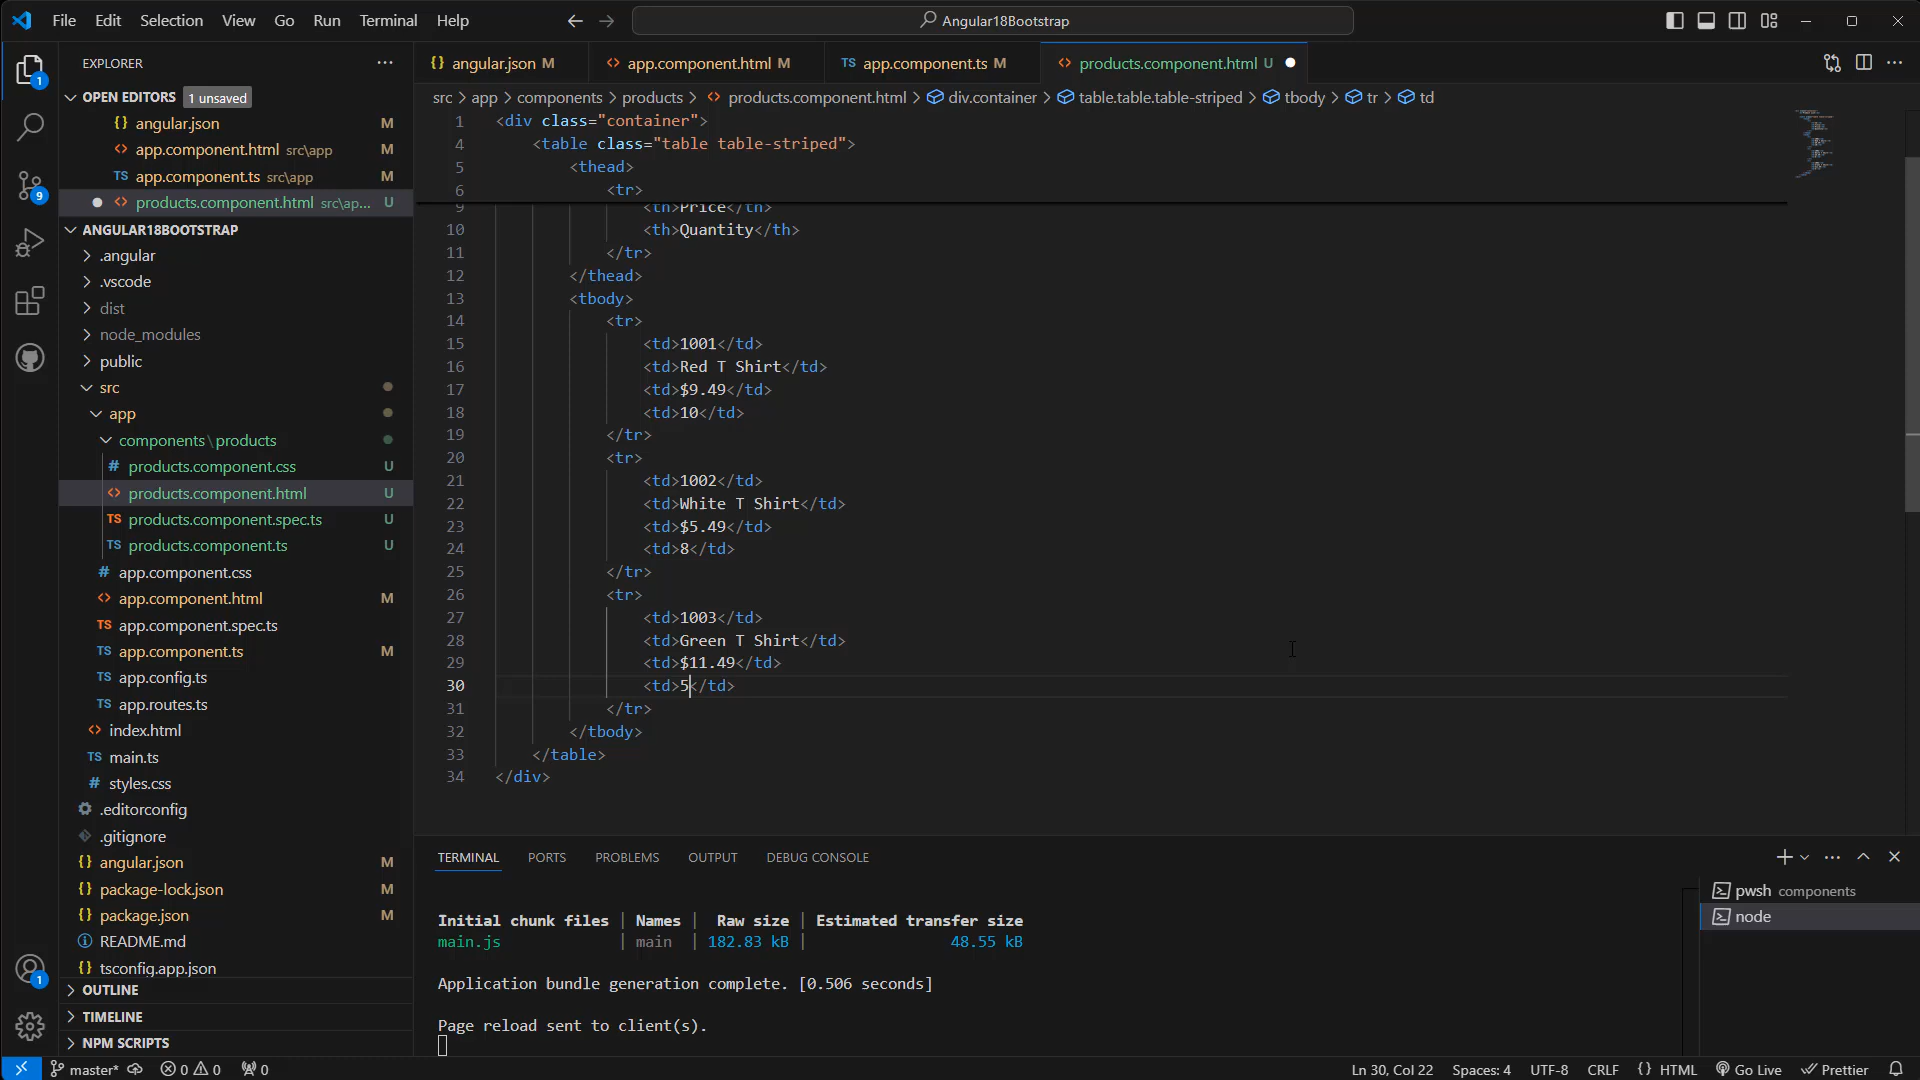 File Edit Selection View Go Run Terminal Help
Angular18Bootstrap
EXPLORER
OPEN EDITORS 1 unsaved
angular.json M
app.component.html src\app M
app.component.ts src\app M
products.component.html src\ap... U
ANGULAR18BOOTSTRAP
.angular
.vscode
dist
node_modules
public
src
app
components\products
products.component.css U
products.component.html U
products.component.spec.ts U
products.component.ts U
app.component.css
app.component.html M
app.component.spec.ts
app.component.ts M
app.config.ts
app.routes.ts
index.html
main.ts
styles.css
.editorconfig
.gitignore
angular.json M
package-lock.json M
package.json M
README.md
tsconfig.app.json
OUTLINE
TIMELINE
NPM SCRIPTS
1
9
1
angular.json M app.component.html M TS app.component.ts M products.component.html U
src > app > components > products > products.component.html > div.container > table.table.table-striped > tbody > tr > td
1 <div class="container">
4 <table class="table table-striped">
5 <thead>
6 <tr>
9 <th>Price</th>
10 <th>Quantity</th>
11 </tr>
12 </thead>
13 <tbody>
14 <tr>
15 <td>1001</td>
16 <td>Red T Shirt</td>
17 <td>$9.49</td>
18 <td>10</td>
19 </tr>
20 <tr>
21 <td>1002</td>
22 <td>White T Shirt</td>
23 <td>$5.49</td>
24 <td>8</td>
25 </tr>
26 <tr>
27 <td>1003</td>
28 <td>Green T Shirt</td>
29 <td>$11.49</td>
30 <td>5</td>
31 </tr>
32 </tbody>
33 </table>
34 </div>
TERMINAL PORTS PROBLEMS OUTPUT DEBUG CONSOLE
Initial chunk files | Names | Raw size | Estimated transfer size
main.js | main | 182.83 kB | 48.55 kB
Application bundle generation complete. [0.506 seconds]
Page reload sent to client(s).
pwsh components
node
master* 0 0 0 Ln 30, Col 22 Spaces: 4 UTF-8 CRLF {} HTML Go Live Prettier